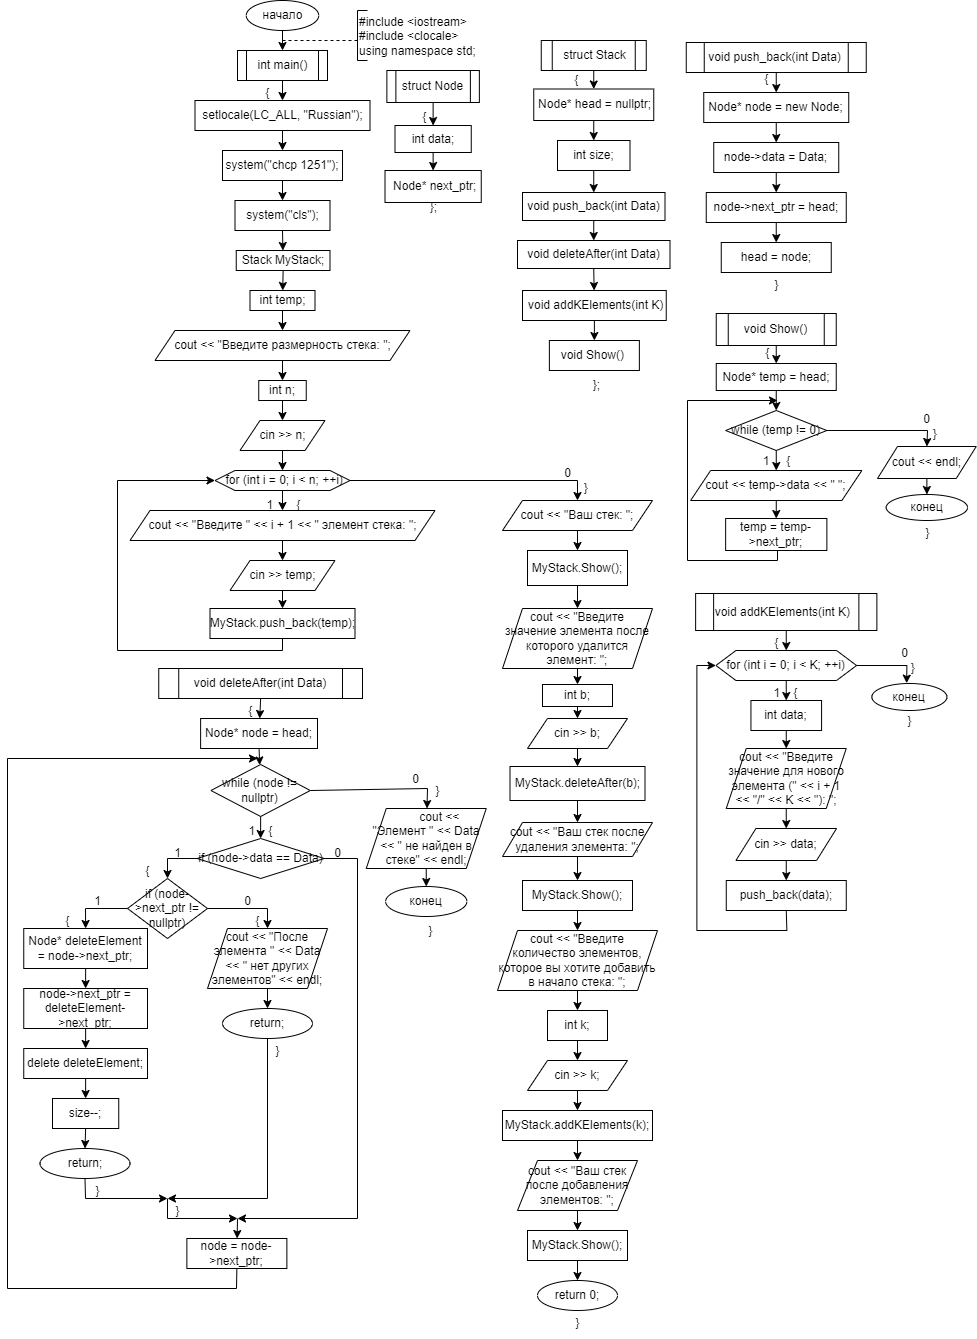 начало
#include <iostream>
#include <clocale>
using namespace std;
int main()
{
setlocale(LC_ALL, "Russian");
system("chcp 1251");
system("cls");
Stack MyStack;
int temp;
cout << "Введите размерность стека: ";
int n;
cin >> n;
for (int i = 0; i < n; ++i)
0
}
1
{
cout << "Введите " << i + 1 << " элемент стека: ";
cin >> temp;
MyStack.push_back(temp);
struct Node
{
int data;
Node* next_ptr;
};
struct Stack
{
Node* head = nullptr;
int size;
void push_back(int Data)
void deleteAfter(int Data)
void addKElements(int K)
void Show()
};
void push_back(int Data)
{
Node* node = new Node;
node->data = Data;
node->next_ptr = head;
head = node;
}
void Show()
{
Node* temp = head;
while (temp != 0)
0
}
1
{
cout << endl;
cout << temp->data << " ";
конец
temp = temp-
>next_ptr;
}
cout << "Ваш стек: ";
MyStack.Show();
cout << "Введите
значение элемента после
которого удалится
элемент: ";
int b;
cin >> b;
MyStack.deleteAfter(b);
cout << "Ваш стек после
удаления элемента: ";
MyStack.Show();
cout << "Введите
количество элементов,
которое вы хотите добавить
в начало стека: ";
int k;
cin >> k;
MyStack.addKElements(k);
cout << "Ваш стек
после добавления
элементов: ";
MyStack.Show();
return 0;
}
void addKElements(int K)
{
for (int i = 0; i < K; ++i)
0
}
1
{
конец
}
int data;
cout << "Введите
значение для нового
элемента (" << i + 1
<< "/" << K << "): ";
cin >> data;
push_back(data);
void deleteAfter(int Data)
{
Node* node = head;
while (node !=
nullptr)
0
}
1
{
cout <<
"Элемент " << Data
<< " не найден в
стеке" << endl;
конец
}
if (node->data == Data)
1
0
{
if (node-
>next_ptr !=
nullptr)
1
0
{
{
Node* deleteElement
= node->next_ptr;
cout << "После
элемента " << Data
<< " нет других
элементов" << endl;
node->next_ptr =
deleteElement-
>next_ptr;
return;
}
delete deleteElement;
size--;
return;
}
}
node = node-
>next_ptr;